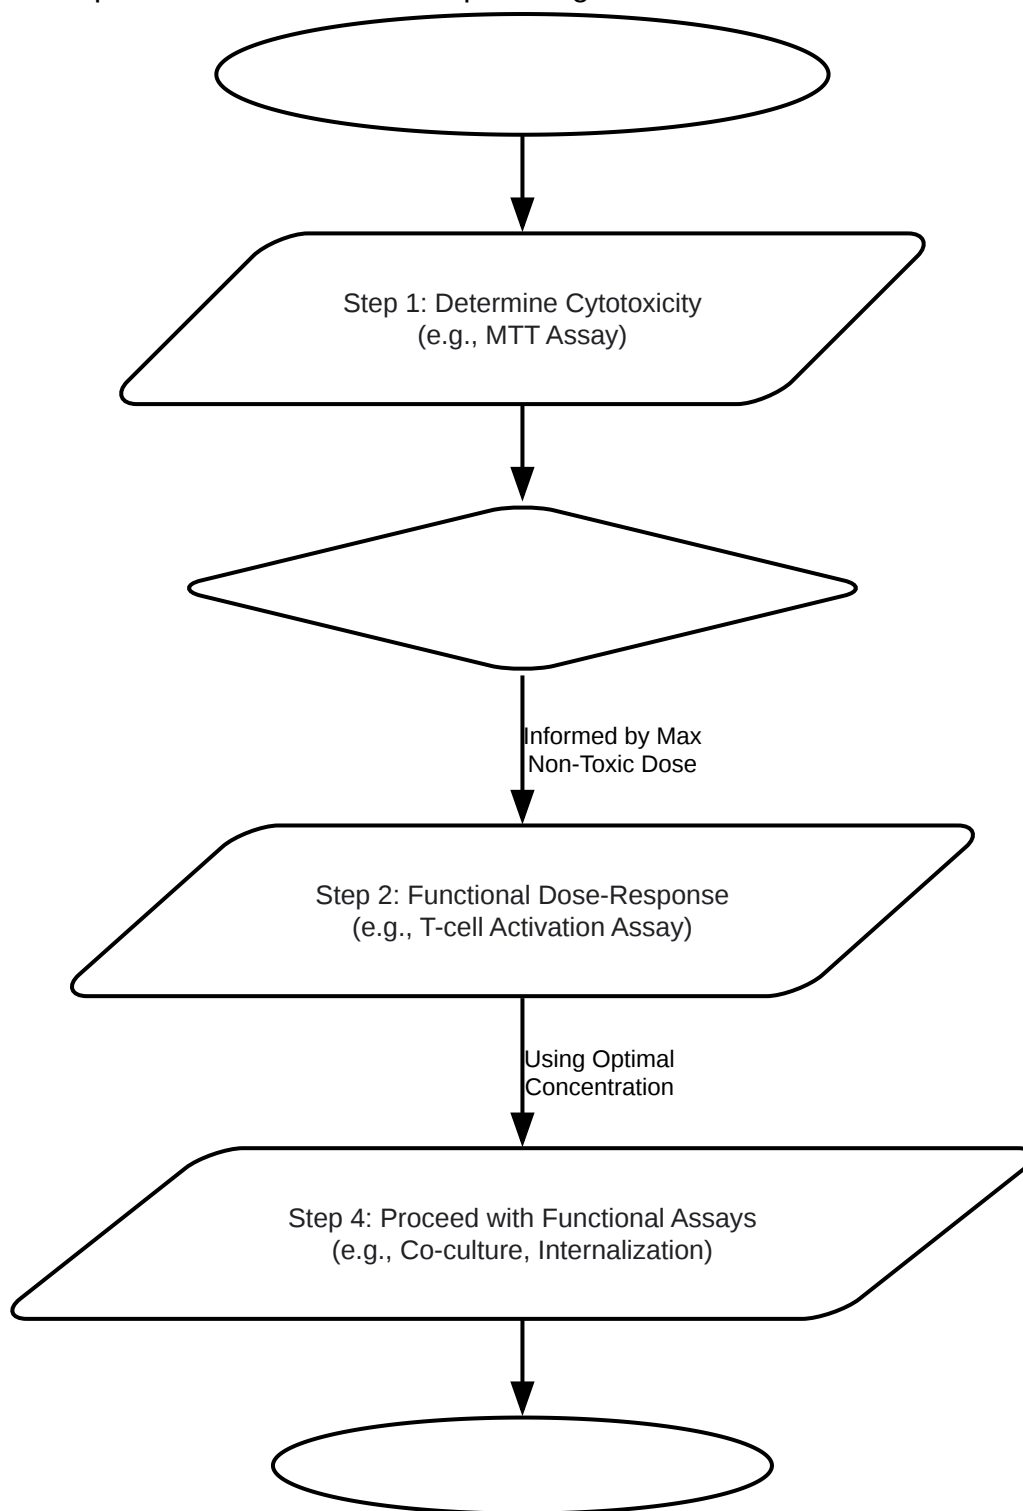 Step 1: Determine Cytotoxicity
(e.g., MTT Assay)
Informed by Max
Non-Toxic Dose
Step 2: Functional Dose-Response
(e.g., T-cell Activation Assay)
Using Optimal
Concentration
Step 4: Proceed with Functional Assays
(e.g., Co-culture, Internalization)